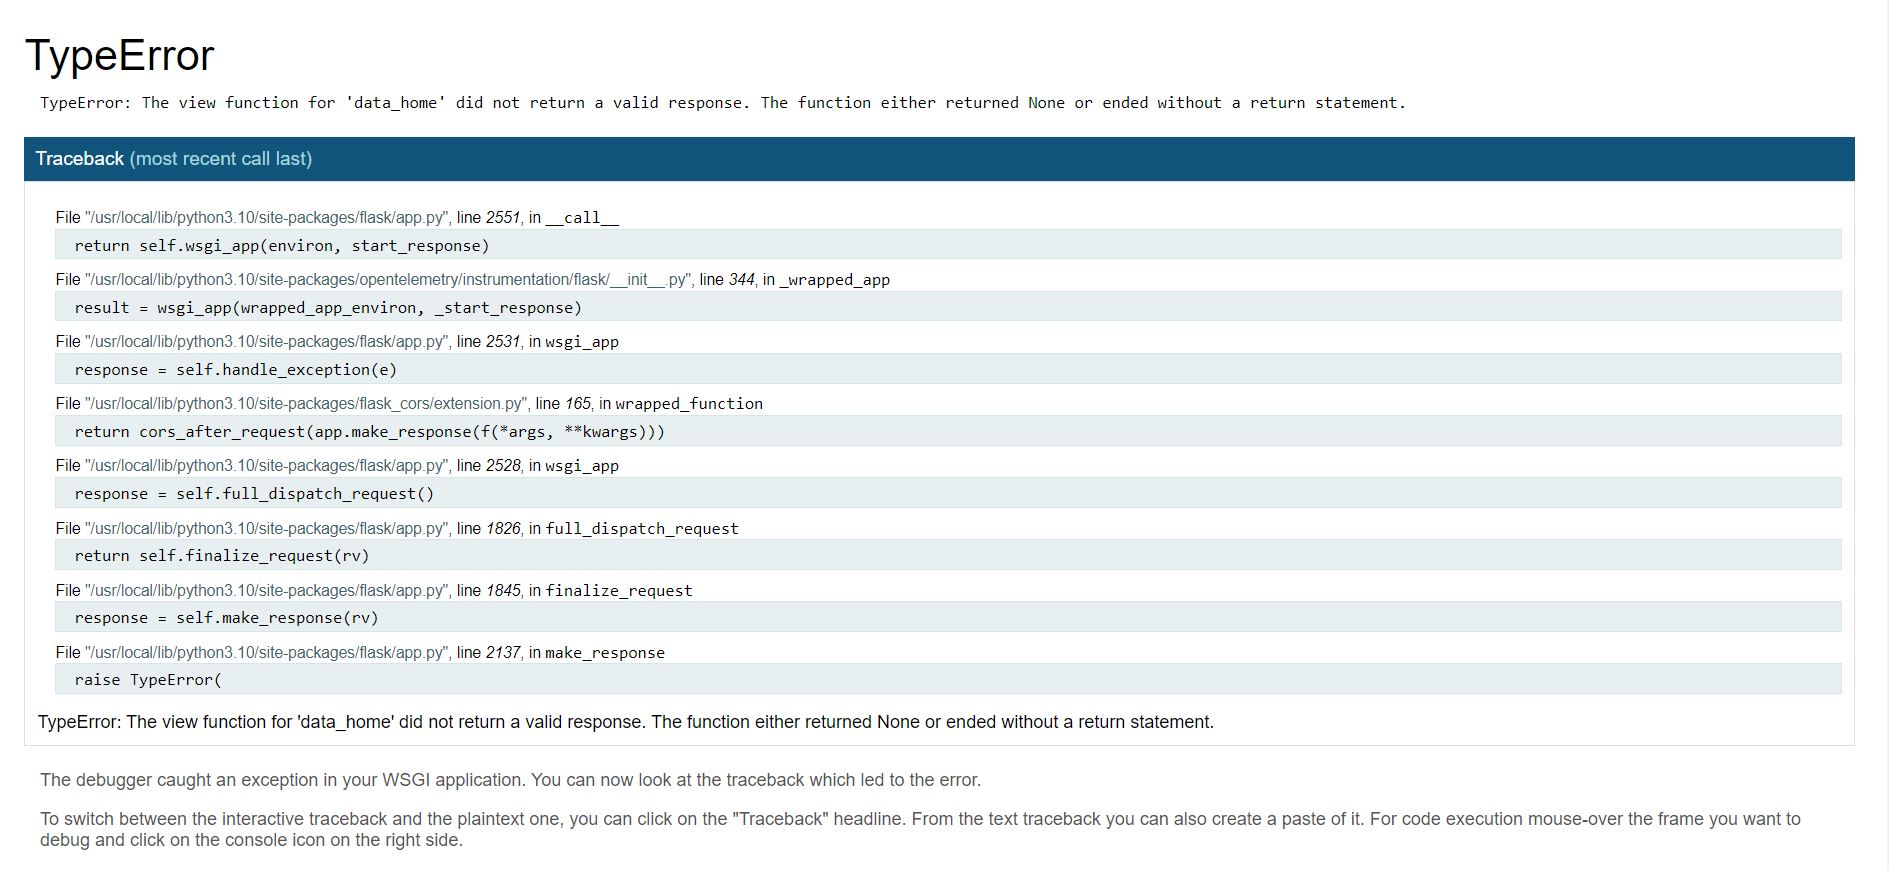 TypeError
TypeError: The view function for 'data_home' did not return a valid response. The function either returned None or ended without a return statement.
Traceback (most recent call last)
File "/usr/local/lib/python3.10/site-packages/flask/app.py", line 2551, in __call__
return self.wsgi_app(environ, start_response)
File "/usr/local/lib/python3.10/site-packages/opentelemetry/instrumentation/flask/__init__.py", line 344, in _wrapped_app
result = wsgi_app(wrapped_app_environ, _start_response)
File "/usr/local/lib/python3.10/site-packages/flask/app.py", line 2531, in wsgi_app
response = self.handle_exception(e)
File "/usr/local/lib/python3.10/site-packages/flask_cors/extension.py", line 165, in wrapped_function
return cors_after_request(app.make_response(f(*args, **kwargs)))
File "/usr/local/lib/python3.10/site-packages/flask/app.py", line 2528, in wsgi_app
response = self.full_dispatch_request()
File "/usr/local/lib/python3.10/site-packages/flask/app.py", line 1826, in full_dispatch_request
return self.finalize_request(rv)
File "/usr/local/lib/python3.10/site-packages/flask/app.py", line 1845, in finalize_request
response = self.make_response(rv)
File "/usr/local/lib/python3.10/site-packages/flask/app.py", line 2137, in make_response
raise TypeError(
TypeError: The view function for 'data_home' did not return a valid response. The function either returned None or ended without a return statement.
The debugger caught an exception in your WSGI application. You can now look at the traceback which led to the error.
To switch between the interactive traceback and the plaintext one, you can click on the "Traceback" headline. From the text traceback you can also create a paste of it. For code execution mouse-over the frame you want to
debug and click on the console icon on the right side.